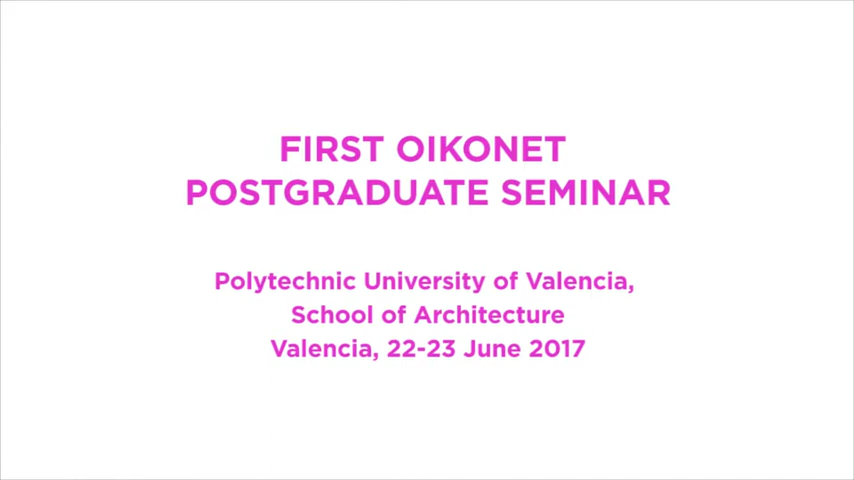 FIRST OIKONET
POSTGRADUATE SEMINAR
Polytechnic University of Valencia,
School of Architecture
Valencia, 22-23 June 2017